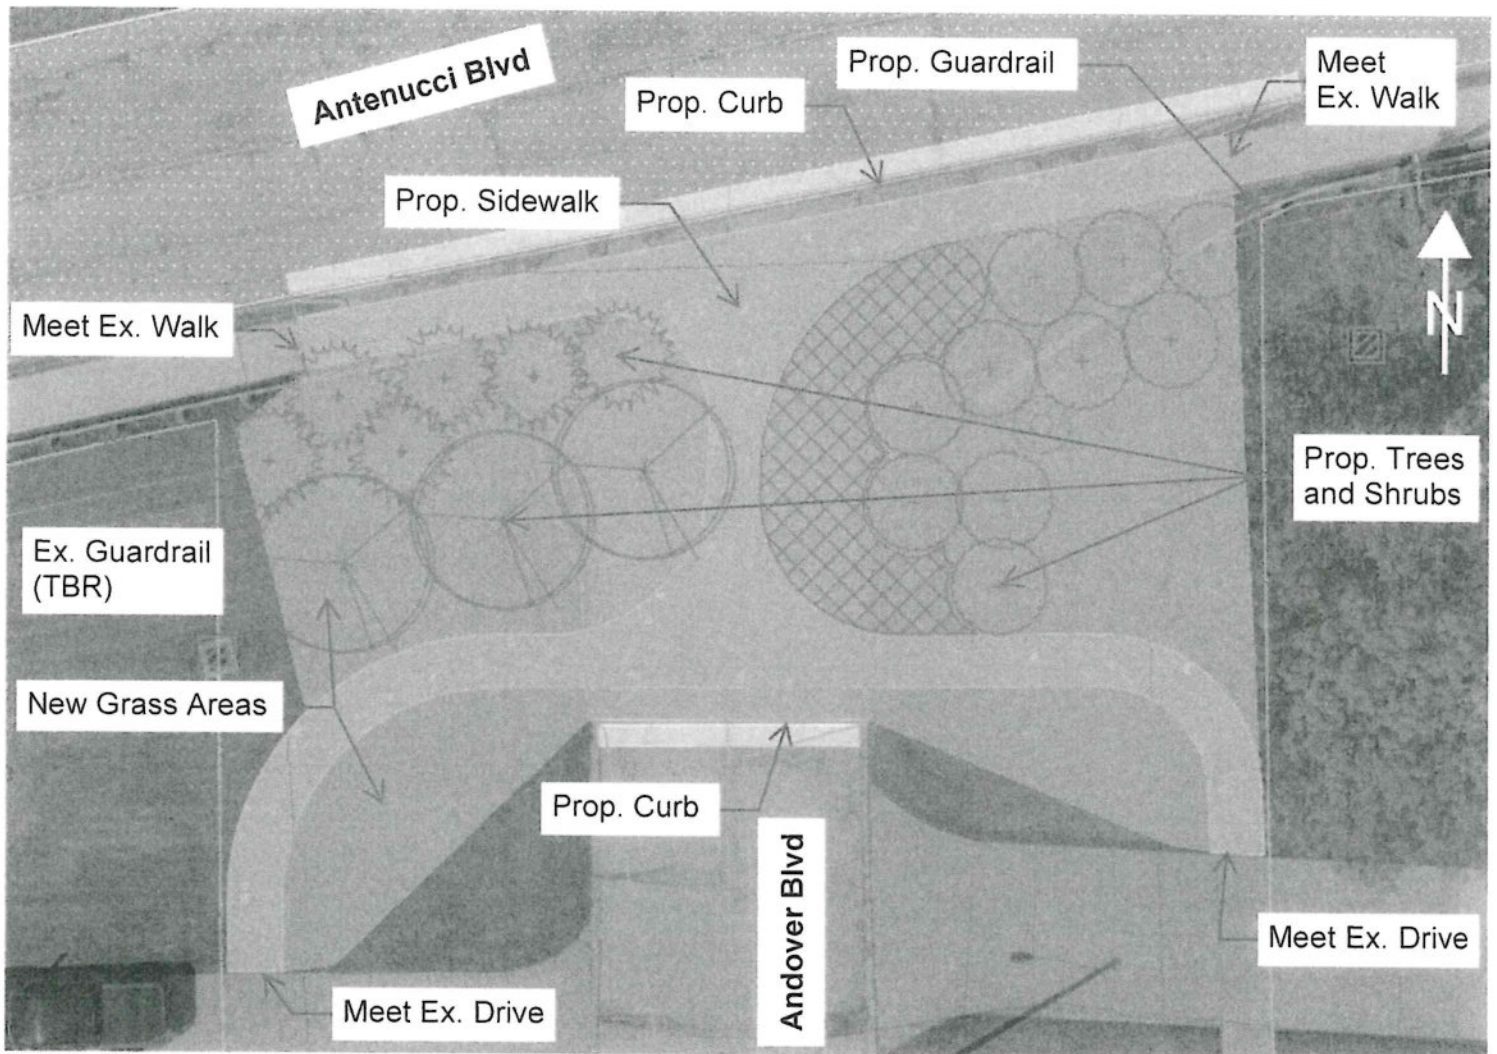 Antenucci Blvd
Prop. Guardrail
Meet
Ex. Walk
Prop. Curb
Prop. Sidewalk
Meet Ex. Walk
N
Prop. Trees
and Shrubs
Ex. Guardrail
(TBR)
New Grass Areas
Prop. Curb
Andover Blvd
Meet Ex. Drive
Meet Ex. Drive